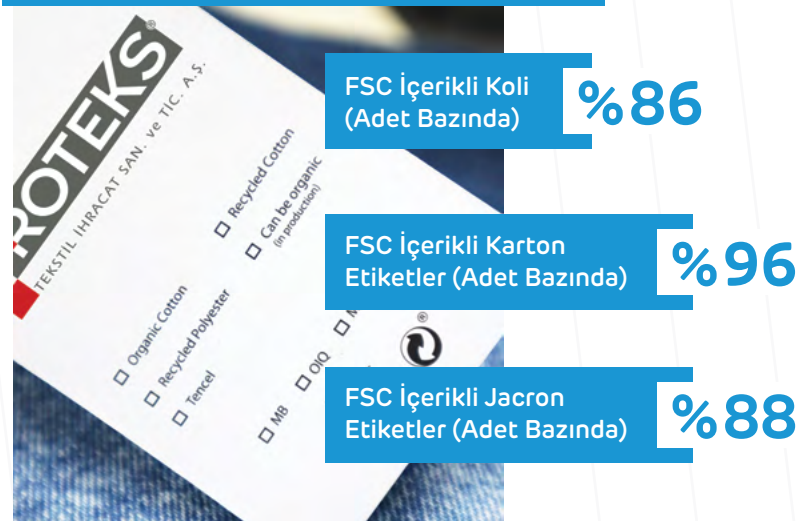 ROTEKS®
TEKSTİL İHRACAT SAN. ve TİC. A.Ş.
Recycled Cotton
Can be organic
(in production)
Organic Cotton
Recycled Polyester
Tencel
MB
OIQ
®
FSC İçerikli Koli
(Adet Bazında)
%86
FSC İçerikli Karton
Etiketler (Adet Bazında)
%96
FSC İçerikli Jacron
Etiketler (Adet Bazında)
%88